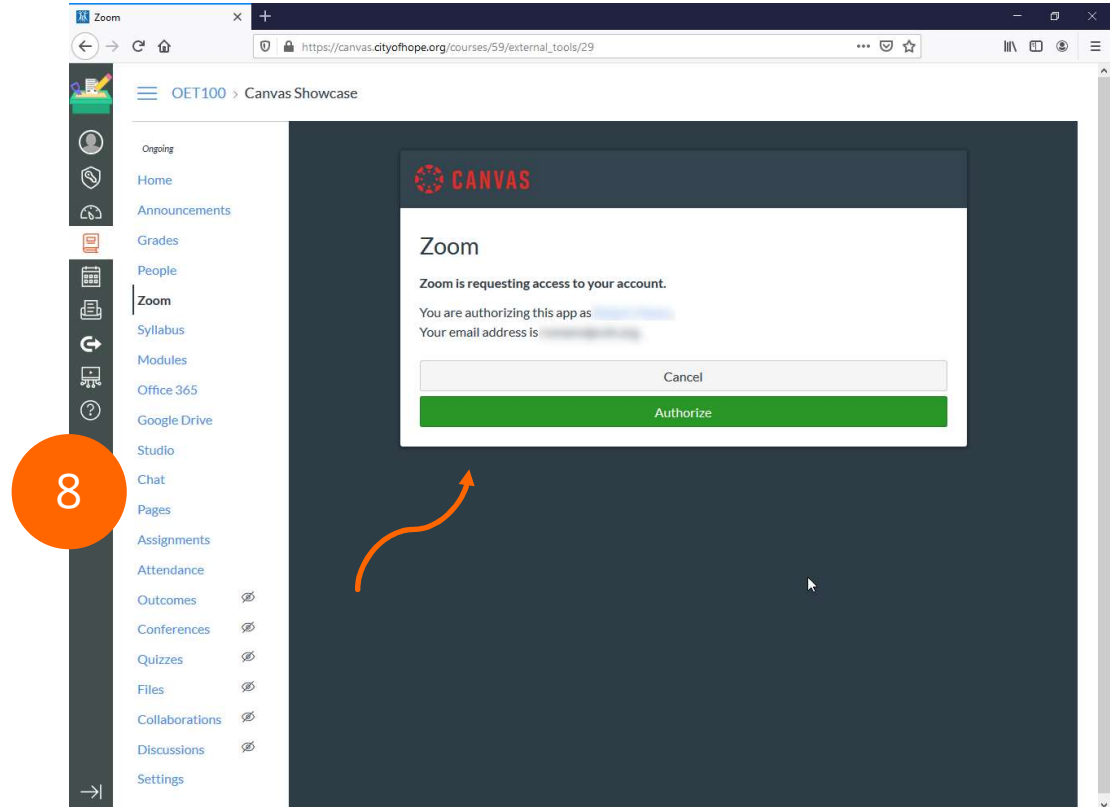 Zoom
https://canvas.cityofhope.org/courses/59/external_tools/29
OET100 > Canvas Showcase
Ongoing
Home
Announcements
Grades
People
Zoom
Syllabus
Modules
Office 365
Google Drive
Studio
Chat
Pages
Assignments
Attendance
Outcomes
Conferences
Quizzes
Files
Collaborations
Discussions
Settings
8
CANVAS
Zoom
Zoom is requesting access to your account.
You are authorizing this app as
Your email address is
Cancel
Authorize